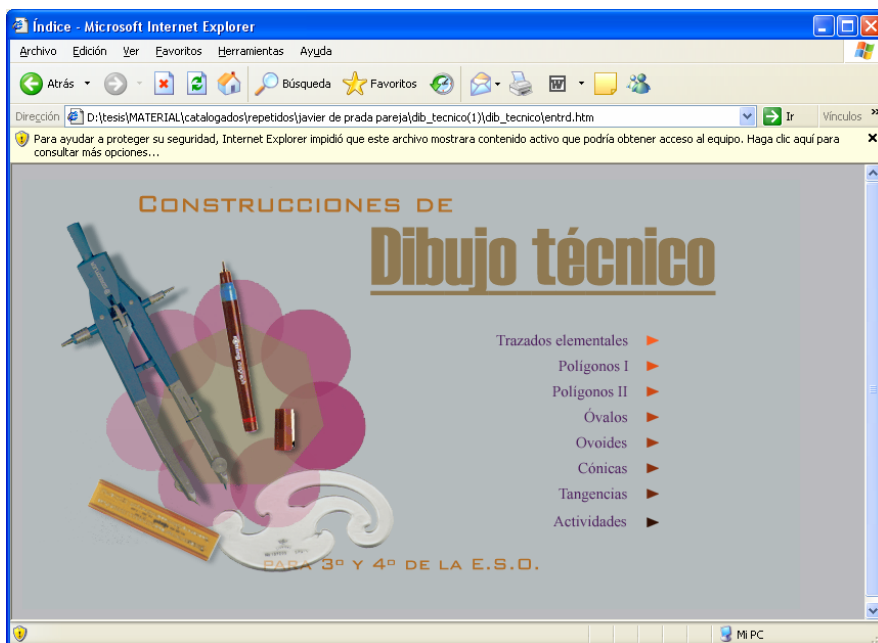 Índice - Microsoft Internet Explorer
Archivo Edición Ver Favoritos Herramientas Ayuda
Atrás Búsqueda Favoritos
Dirección D:\tesis\MATERIAL\catalogados\repetidos\javier de prada pareja\dib_tecnico(1)\dib_tecnico\entrd.htm Ir Vínculos »
Para ayudar a proteger su seguridad, Internet Explorer impidió que este archivo mostrara contenido activo que podría obtener acceso al equipo. Haga clic aquí para
consultar más opciones...
CONSTRUCCIONES DE
Dibujo técnico
Trazados elementales
Polígonos I
Polígonos II
Óvalos
Ovoides
Cónicas
Tangencias
Actividades
PARA 3º Y 4º DE LA E.S.O.
Mi PC